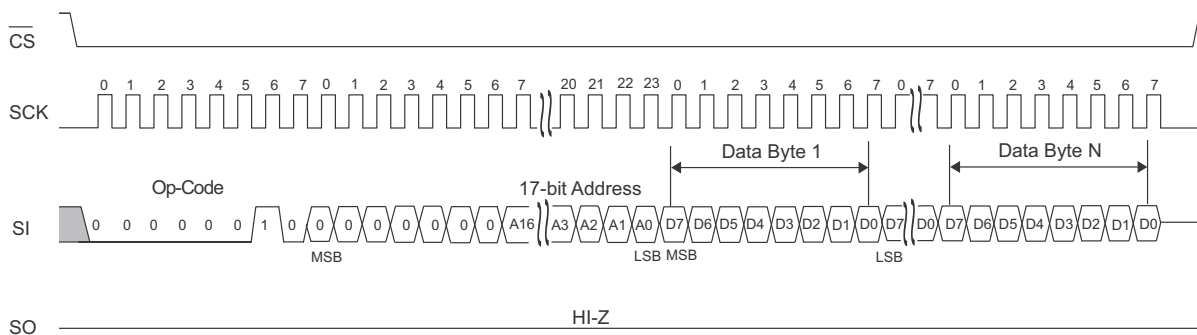 CS
0 1 2 3 4 5 6 7 0 1 2 3 4 5 6 7 20 21 22 23 0 1 2 3 4 5 6 7 0 7 0 1 2 3 4 5 6 7
SCK
Data Byte 1 Data Byte N
Op-Code 17-bit Address
SI 0 0 0 0 0 0 1 0 0 0 0 0 0 0 0 A16 A3 A2 A1 A0 D7 D6 D5 D4 D3 D2 D1 D0 D7 D0 D7 D6 D5 D4 D3 D2 D1 D0
MSB LSB MSB LSB
HI-Z
SO